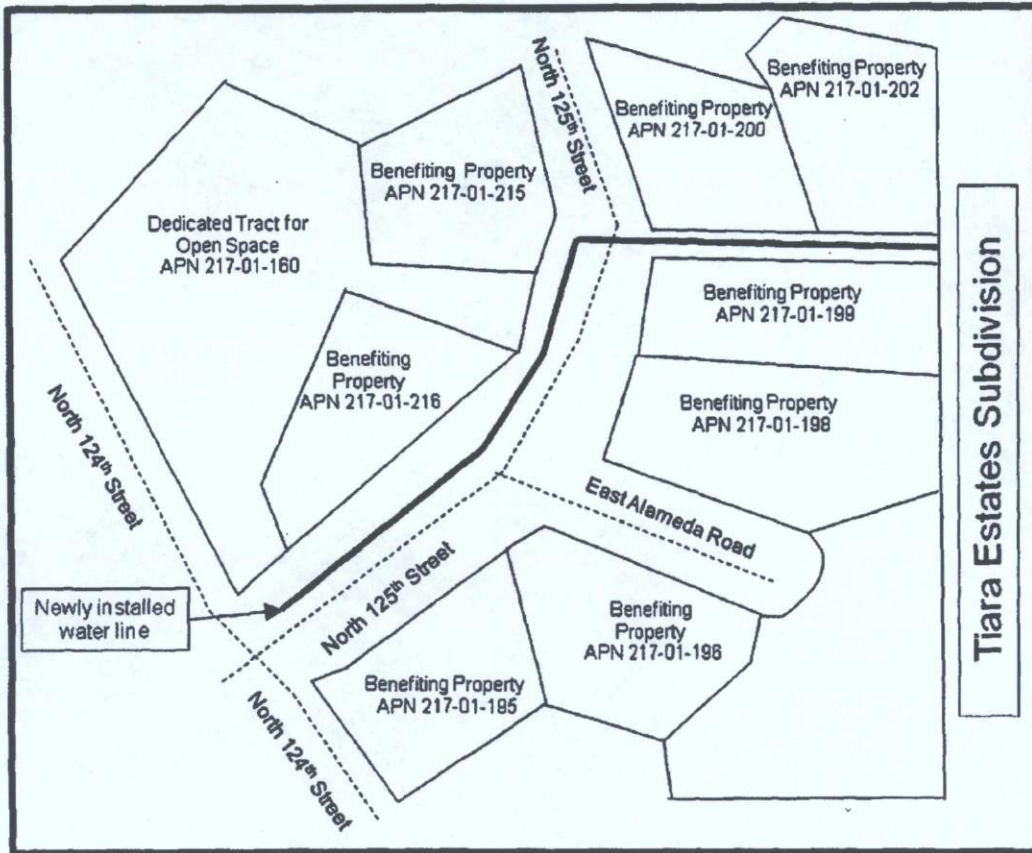 North 125th Street
Benefiting Property
APN 217-01-202
Benefiting Property
APN 217-01-200
Benefiting Property
APN 217-01-215
Dedicated Tract for
Open Space
APN 217-01-160
Benefiting Property
APN 217-01-199
Benefiting
Property
APN 217-01-216
Benefiting Property
APN 217-01-198
North 124th Street
East Alameda Road
Newly installed
water line
North 125th Street
Benefiting
Property
APN 217-01-196
Benefiting Property
APN 217-01-195
North 124th Street
Tiara Estates Subdivision